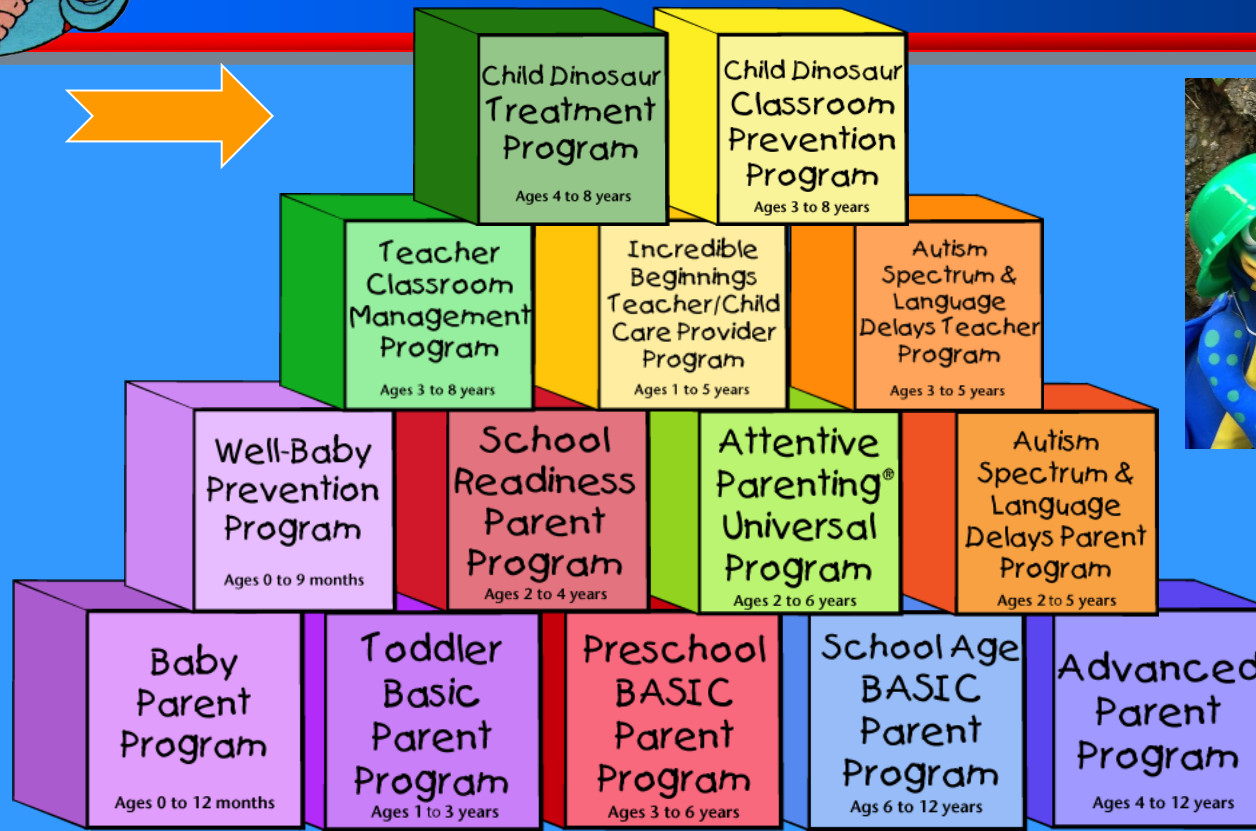 Child Dinosaur
Treatment
Program
Ages 4 to 8 years
Child Dinosaur
Classroom
Prevention
Program
Ages 3 to 8 years
Teacher
Classroom
Management
Program
Ages 3 to 8 years
Incredible
Beginnings
Teacher/Child
Care Provider
Program
Ages 1 to 5 years
Autism
Spectrum &
Language
Delays Teacher
Program
Ages 3 to 5 years
Well-Baby
Prevention
Program
Ages 0 to 9 months
School
Readiness
Parent
Program
Ages 2 to 4 years
Attentive
Parenting®
Universal
Program
Ages 2 to 6 years
Autism
Spectrum &
Language
Delays Parent
Program
Ages 2 to 5 years
Baby
Parent
Program
Ages 0 to 12 months
Toddler
Basic
Parent
Program
Ages 1 to 3 years
Preschool
BASIC
Parent
Program
Ages 3 to 6 years
School Age
BASIC
Parent
Program
Ags 6 to 12 years
Advanced
Parent
Program
Ages 4 to 12 years